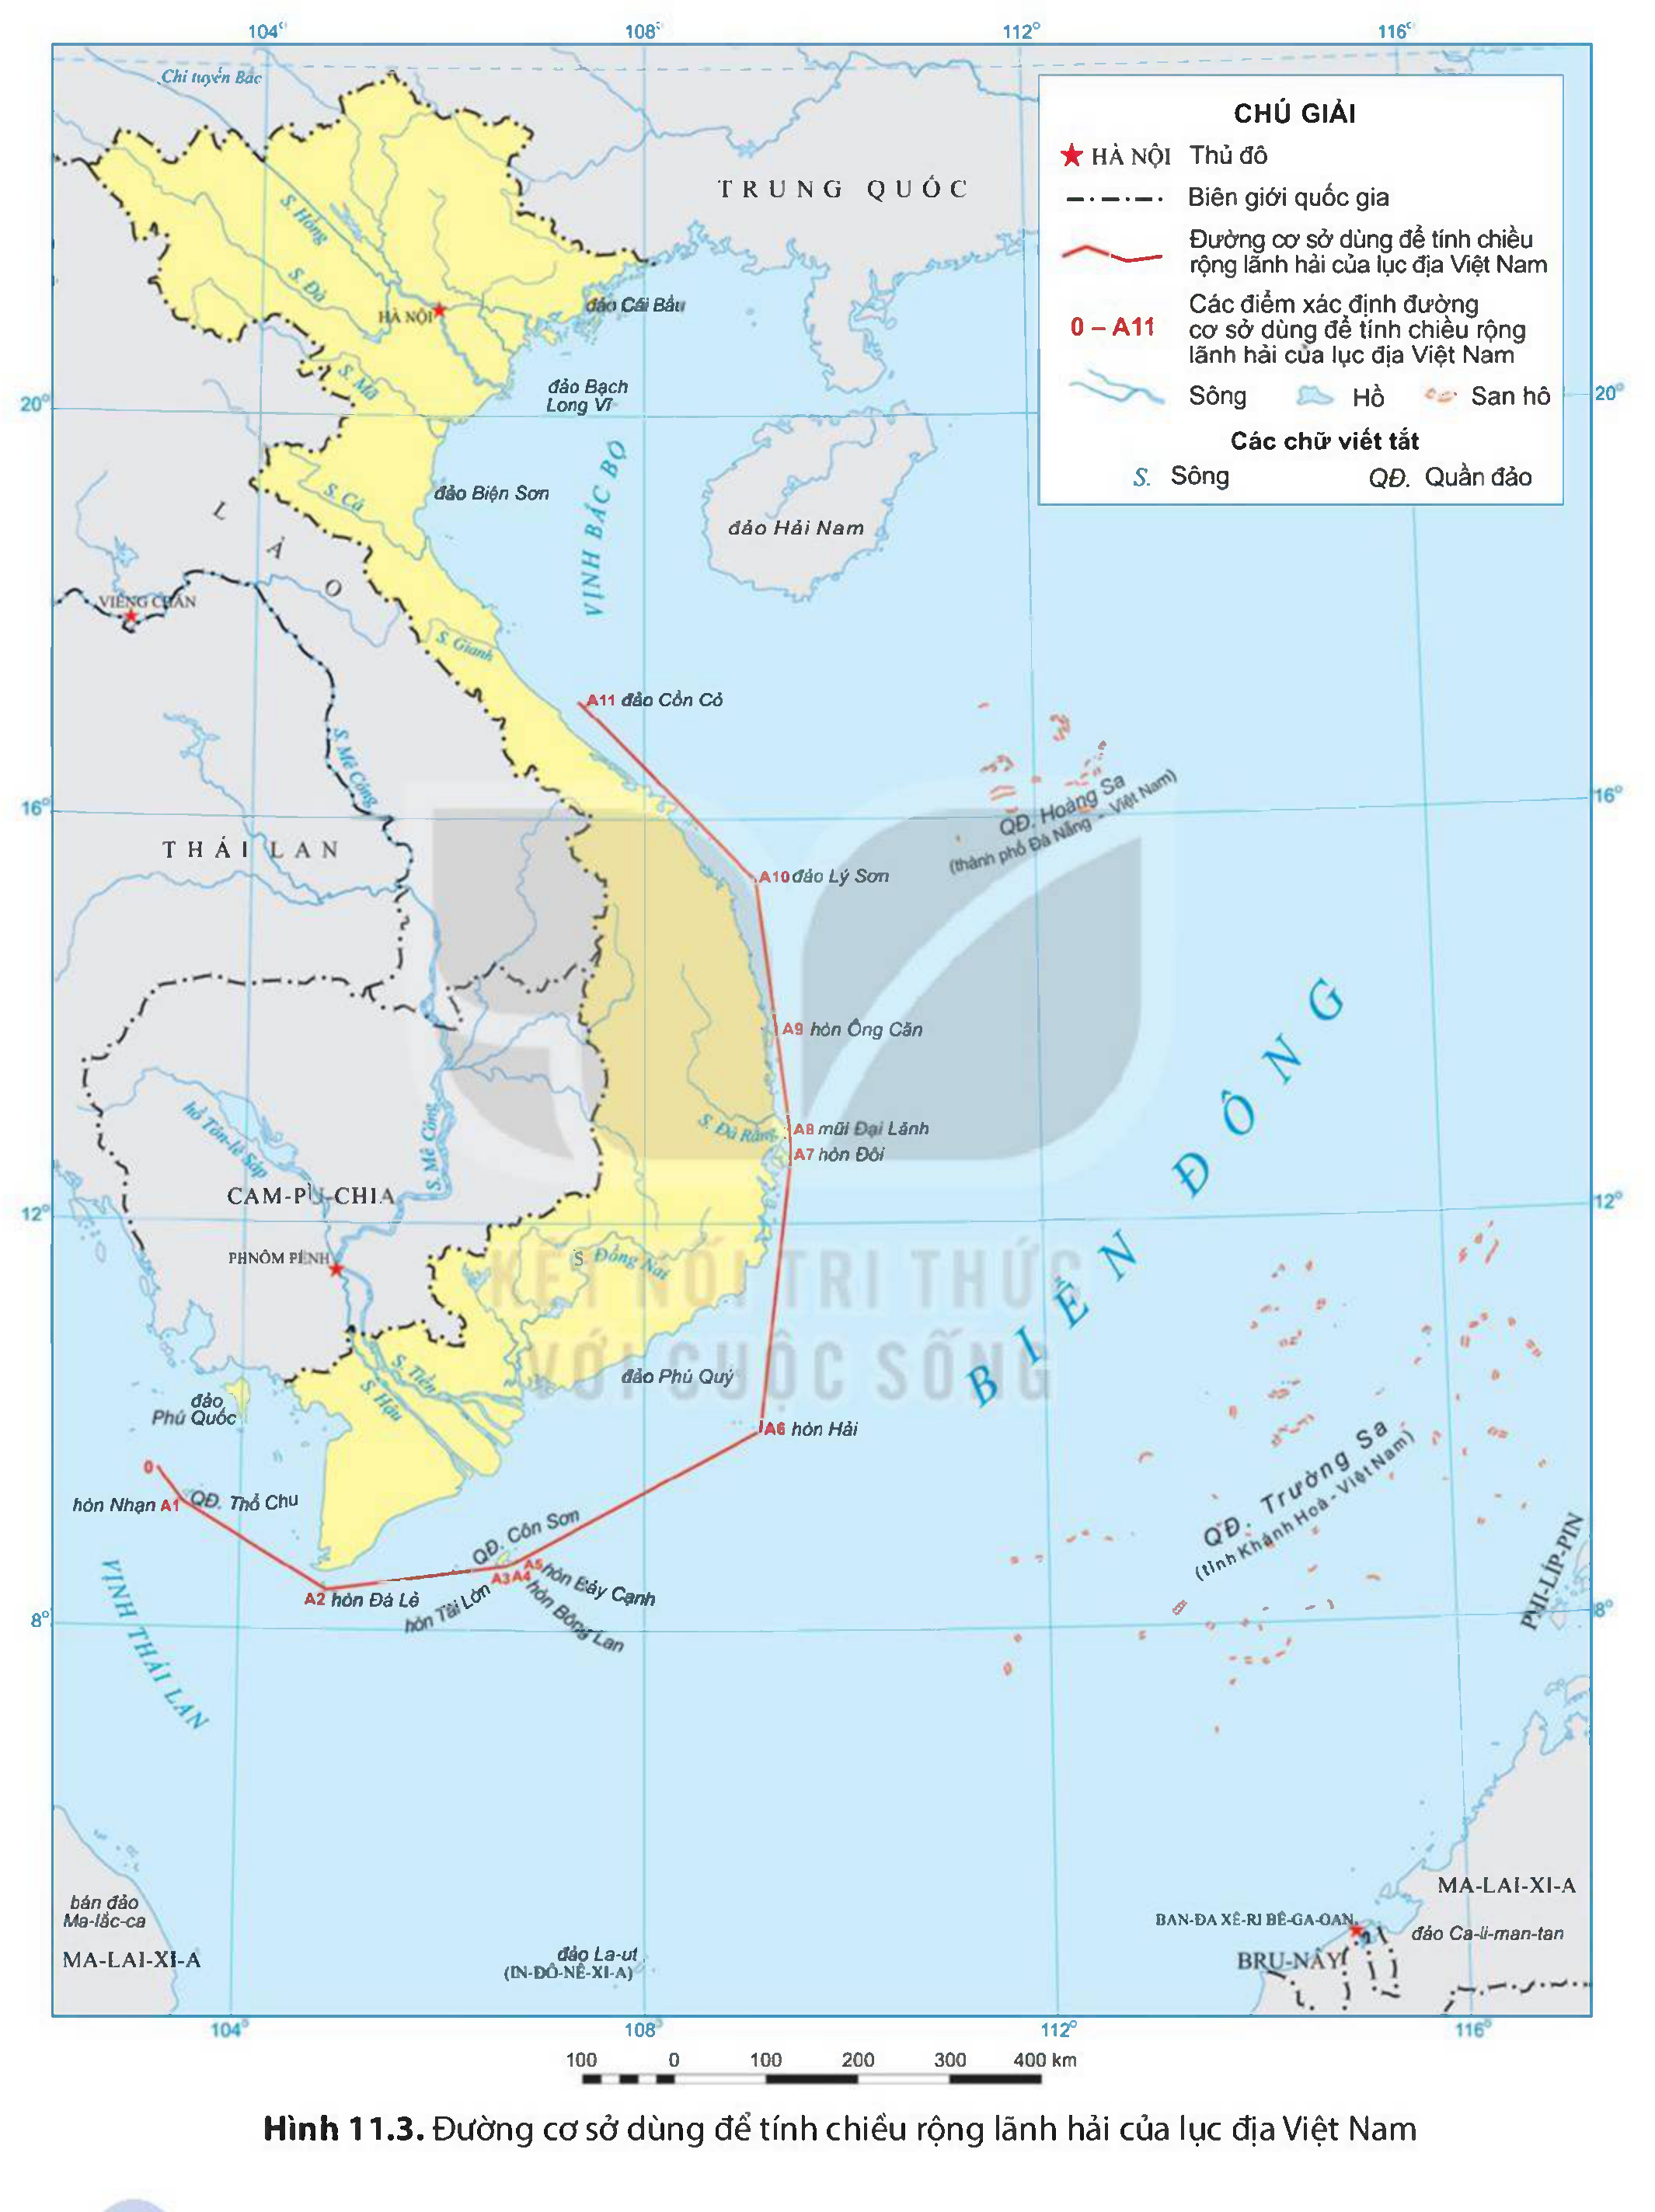 104° 108° 112° 116°
Chí tuyến Bắc
CHÚ GIẢI
HÀ NỘI Thủ đô
Biên giới quốc gia
Đường cơ sở dùng để tính chiều
rộng lãnh hải của lục địa Việt Nam
0 – A11
Các điểm xác định đường
cơ sở dùng để tính chiều rộng
lãnh hải của lục địa Việt Nam
Sông Hồ San hô
Các chữ viết tắt
S. Sông QĐ. Quần đảo
TRUNG QUỐC
S. Hồng
S. Đà
HÀ NỘI
đảo Cái Bầu
S. Mã
đảo Bạch
Long Vĩ
20° 20°
VỊNH BẮC BỘ
S. Cả
đảo Biện Sơn
đảo Hải Nam
LÀO
VIÊNG CHĂN
S. Gianh
A11 đảo Cồn Cỏ
S. Mê Công
16° 16°
QĐ. Hoàng Sa
(thành phố Đà Nẵng - Việt Nam)
THÁI LAN
A10 đảo Lý Sơn
A9 hòn Ông Căn
BIỂN ĐÔNG
hồ Tôn-lê Sáp
S. Mê Công
S. Đà Rằng
A8 mũi Đại Lãnh
A7 hòn Đôi
CAM-PU-CHIA
12° 12°
PHNÔM PÊNH
S. Đồng Nai
KẾT NỐI TRI THỨC
VỚI CUỘC SỐNG
S. Tiền
S. Hậu
đảo Phú Quý
đảo
Phú Quốc
A6 hòn Hải
0
hòn Nhạn A1 QĐ. Thổ Chu
QĐ. Trường Sa
(tỉnh Khánh Hoà - Việt Nam)
QĐ. Côn Sơn
A5 hòn Bảy Cạnh
A3 A4
A2 hòn Đá Lẻ
hòn Tài Lớn
hòn Bông Lan
PHI-LÍP-PIN
8° 8°
VỊNH THÁI LAN
bán đảo
Ma-lắc-ca
MA-LAI-XI-A
đảo La-ut
(IN-ĐÔ-NÊ-XI-A)
MA-LAI-XI-A
BAN-ĐA XÊ-RI BÊ-GA-OAN
đảo Ca-li-man-tan
BRU-NÂY
104° 108° 112° 116°
100 0 100 200 300 400 km
Hình 11.3. Đường cơ sở dùng để tính chiều rộng lãnh hải của lục địa Việt Nam